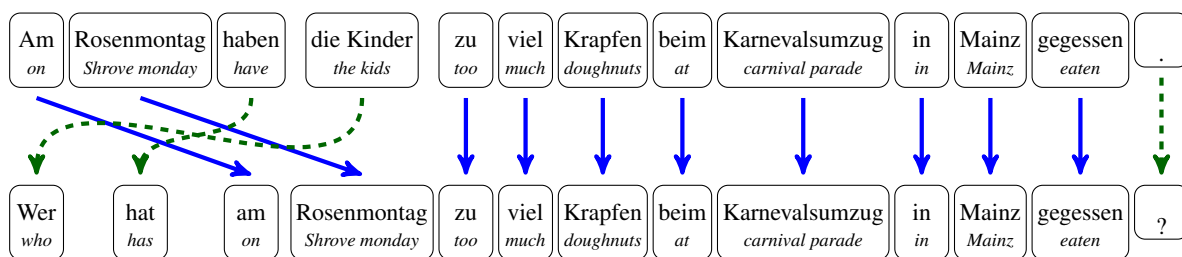 Am Rosenmontag haben die Kinder zu viel Krapfen beim Karnevalsumzug in Mainz gegessen .
on Shrove monday have the kids too much doughnuts at carnival parade in Mainz eaten
Wer hat am Rosenmontag zu viel Krapfen beim Karnevalsumzug in Mainz gegessen ?
who has on Shrove monday too much doughnuts at carnival parade in Mainz eaten